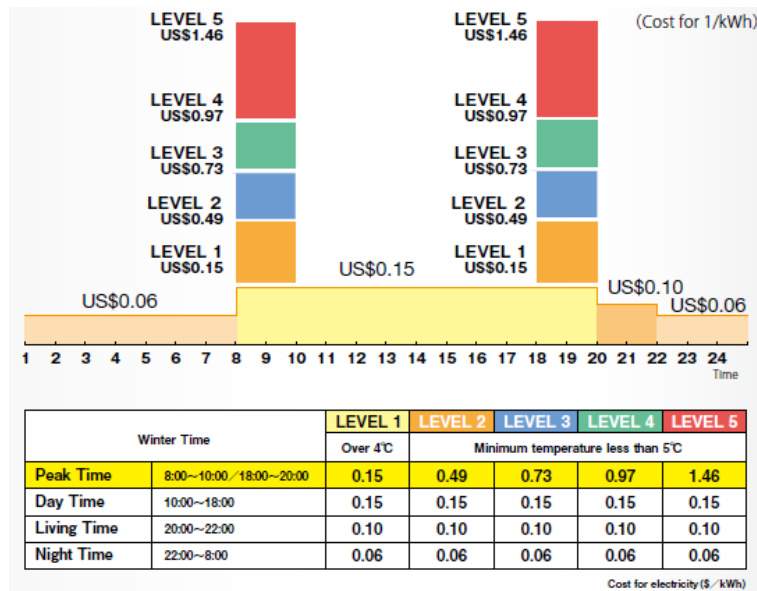 (Cost for 1/kWh)
LEVEL 5
US$1.46
LEVEL 4
US$0.97
LEVEL 3
US$0.73
LEVEL 2
US$0.49
LEVEL 1
US$0.15
LEVEL 5
US$1.46
LEVEL 4
US$0.97
LEVEL 3
US$0.73
LEVEL 2
US$0.49
LEVEL 1
US$0.15
US$0.06
US$0.15
US$0.10
US$0.06
1 2 3 4 5 6 7 8 9 10 11 12 13 14 15 16 17 18 19 20 21 22 23 24
Time
Winter Time LEVEL 1 LEVEL 2 LEVEL 3 LEVEL 4 LEVEL 5
Over 4℃ Minimum temperature less than 5℃
Peak Time 8:00～10:00／18:00～20:00 0.15 0.49 0.73 0.97 1.46
Day Time 10:00～18:00 0.15 0.15 0.15 0.15 0.15
Living Time 20:00～22:00 0.10 0.10 0.10 0.10 0.10
Night Time 22:00～8:00 0.06 0.06 0.06 0.06 0.06
Cost for electricity ($／kWh)